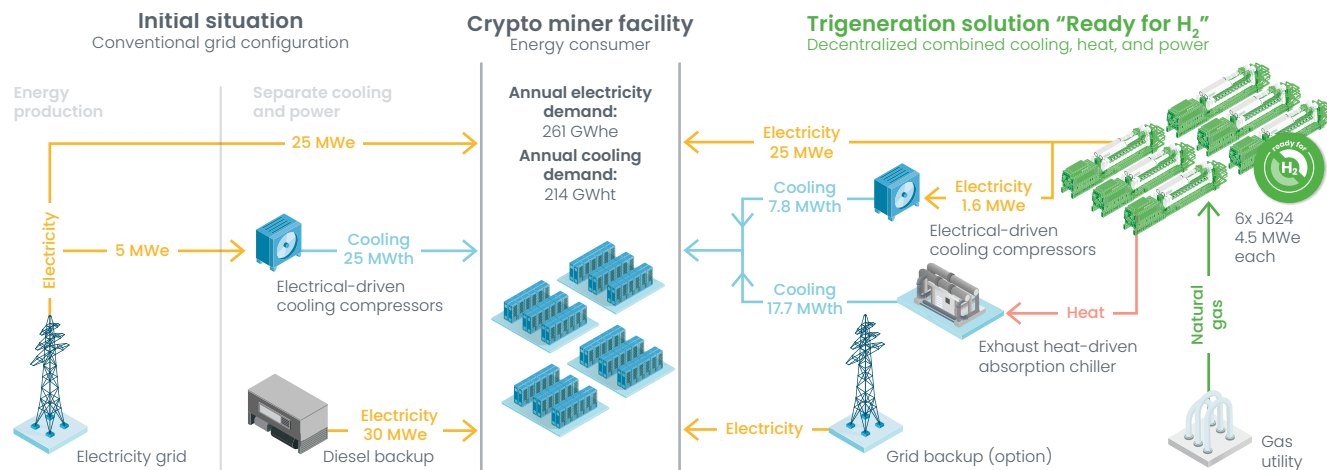 Initial situation
Conventional grid configuration
Energy
production
Separate cooling
and power
25 MWe
Electricity
5 MWe
Cooling
25 MWth
Electrical-driven
cooling compressors
Electricity grid
Electricity
30 MWe
Diesel backup
Crypto miner facility
Energy consumer
Annual electricity
demand:
261 GWhe
Annual cooling
demand:
214 GWht
Trigeneration solution “Ready for H2”
Decentralized combined cooling, heat, and power
Electricity
25 MWe
Cooling
7.8 MWth
Electricity
1.6 MWe
Electrical-driven
cooling compressors
Cooling
17.7 MWth
Heat
Exhaust heat-driven
absorption chiller
ready for
H2
6x J624
4.5 MWe
each
Natural
gas
Electricity
Grid backup (option)
Gas
utility